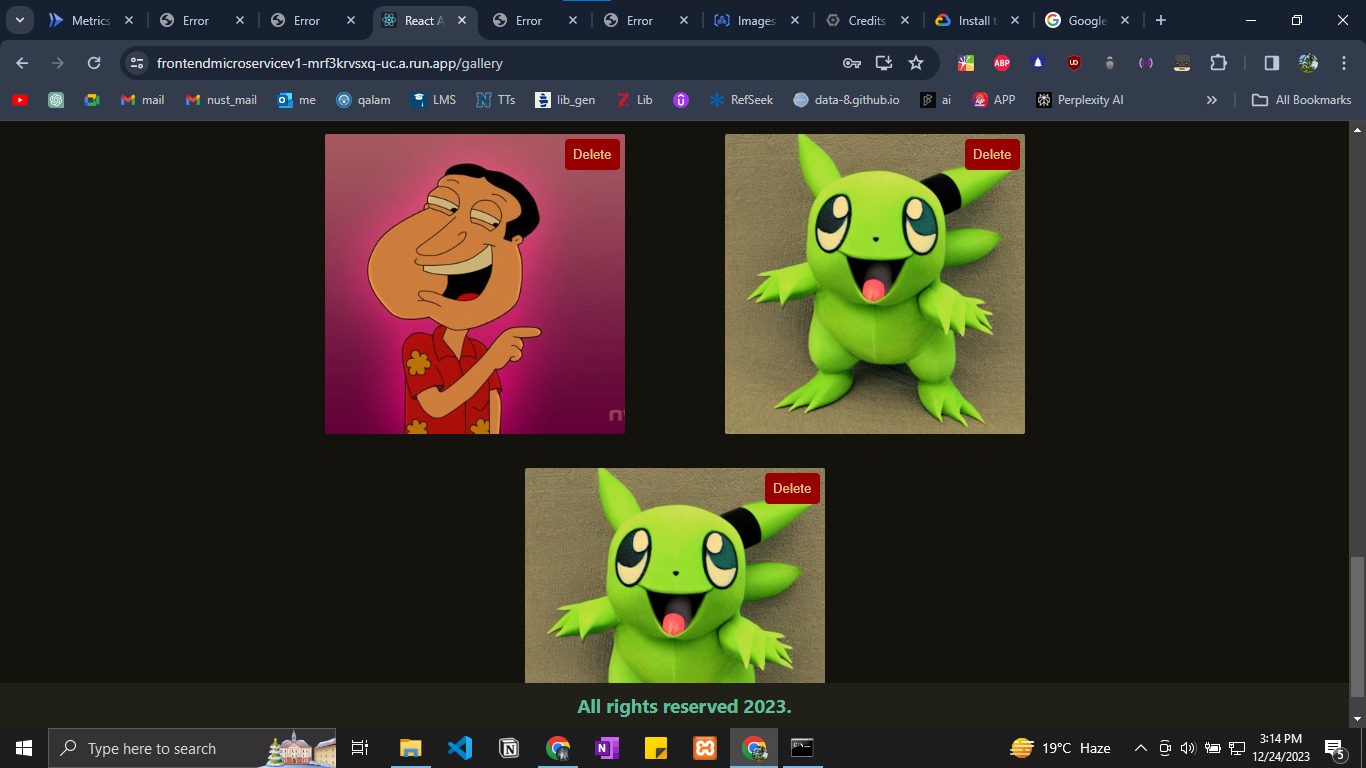 Metrics
Error
Error
React A
Error
Error
Images
Credits
Install t
Google
frontendmicroservicev1-mrf3krvsxq-uc.a.run.app/gallery
ABP
mail
nust_mail
me
qalam
LMS
TTs
lib_gen
Lib
RefSeek
data-8.github.io
ai
APP
Perplexity AI
All Bookmarks
Delete
Delete
Delete
All rights reserved 2023.
Type here to search
19°C Haze
3:14 PM
12/24/2023
5